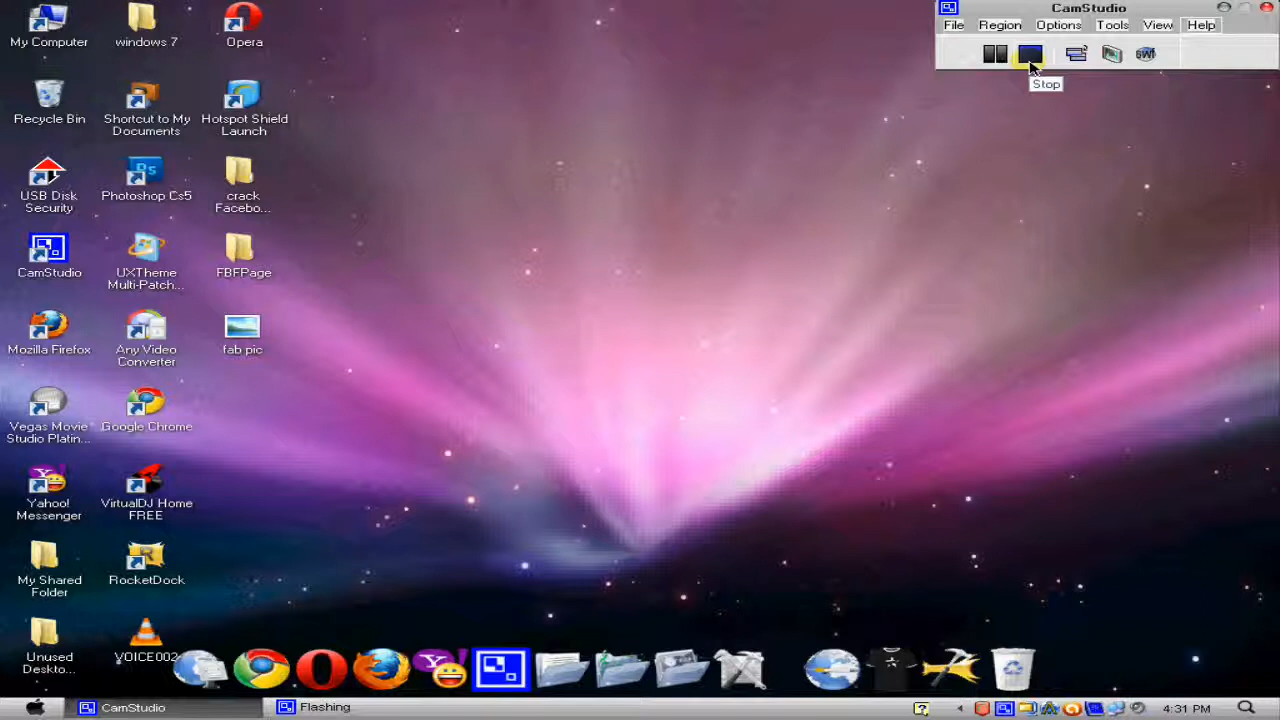 CamStudio
File Region Options Tools View Help
Stop
My Computer
windows 7
Opera
Recycle Bin
Shortcut to My
Documents
Hotspot Shield
Launch
USB Disk
Security
Photoshop Cs5
crack
Facebo...
CamStudio
UXTheme
Multi-Patch...
FBFPage
Mozilla Firefox
Any Video
Converter
fab pic
Vegas Movie
Studio Platin...
Google Chrome
Yahoo!
Messenger
VirtualDJ Home
FREE
My Shared
Folder
RocketDock
Unused
Deskto...
VOICE002
CamStudio
Flashing
4:31 PM